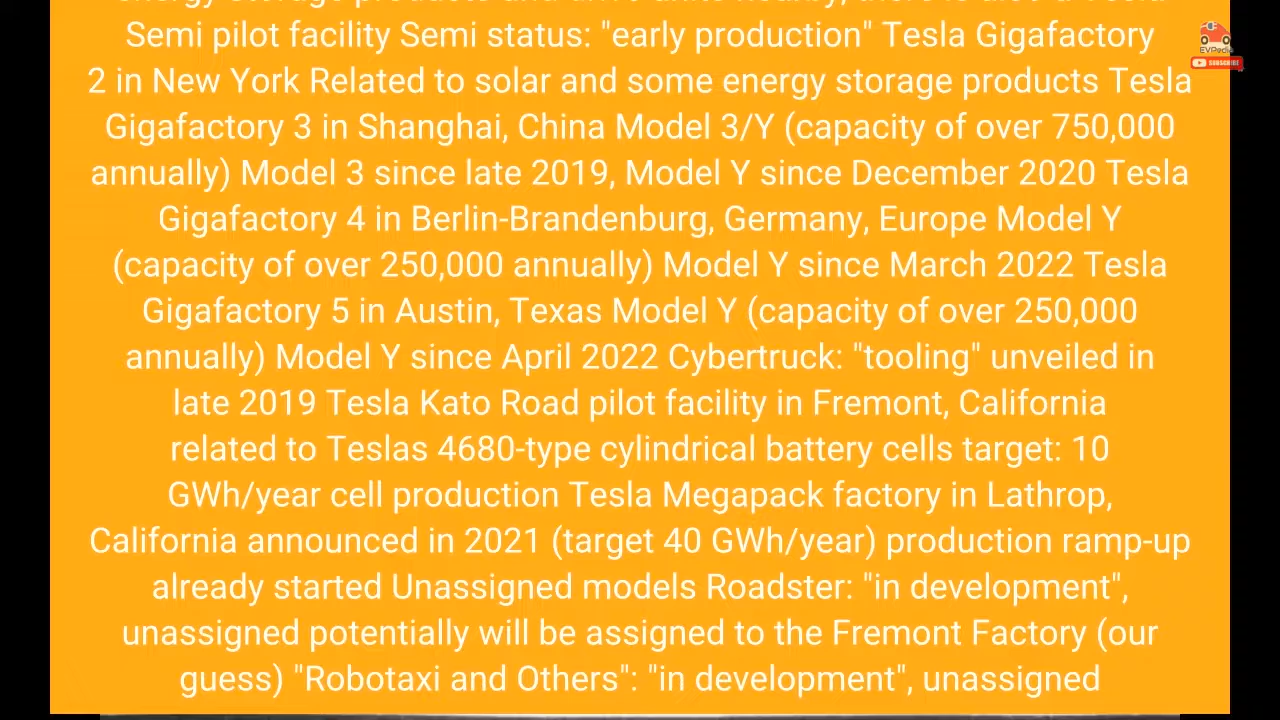 Semi pilot facility Semi status: "early production" Tesla Gigafactory
2 in New York Related to solar and some energy storage products Tesla
Gigafactory 3 in Shanghai, China Model 3/Y (capacity of over 750,000
annually) Model 3 since late 2019, Model Y since December 2020 Tesla
Gigafactory 4 in Berlin-Brandenburg, Germany, Europe Model Y
(capacity of over 250,000 annually) Model Y since March 2022 Tesla
Gigafactory 5 in Austin, Texas Model Y (capacity of over 250,000
annually) Model Y since April 2022 Cybertruck: "tooling" unveiled in
late 2019 Tesla Kato Road pilot facility in Fremont, California
related to Teslas 4680-type cylindrical battery cells target: 10
GWh/year cell production Tesla Megapack factory in Lathrop,
California announced in 2021 (target 40 GWh/year) production ramp-up
already started Unassigned models Roadster: "in development",
unassigned potentially will be assigned to the Fremont Factory (our
guess) "Robotaxi and Others": "in development", unassigned
EVPedia
SUBSCRIBE